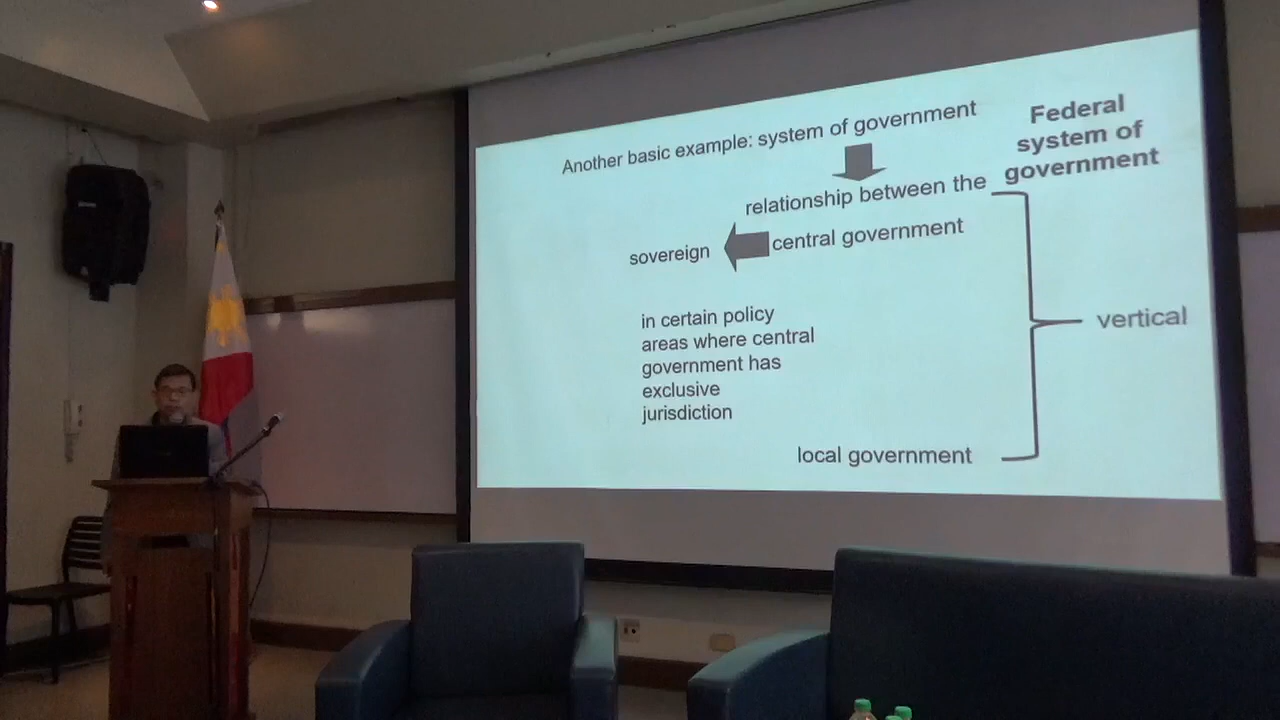 Another basic example: system of government
Federal
system of
government
relationship between the
central government
sovereign
in certain policy
areas where central
government has
exclusive
jurisdiction
vertical
local government